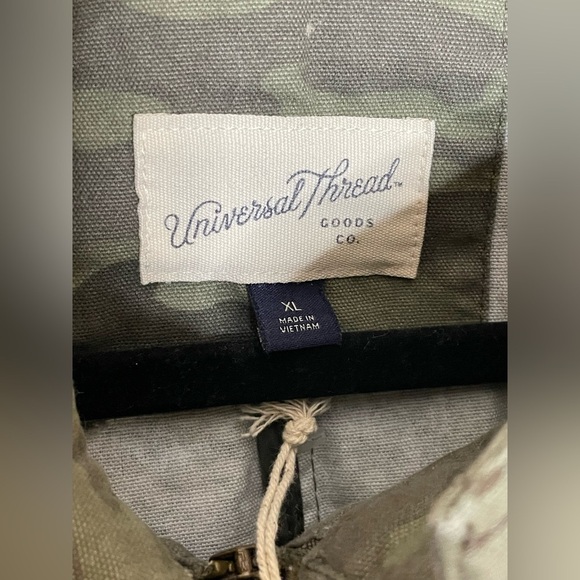 Universal Thread™
GOODS
CO.
XL
MADE IN
VIETNAM